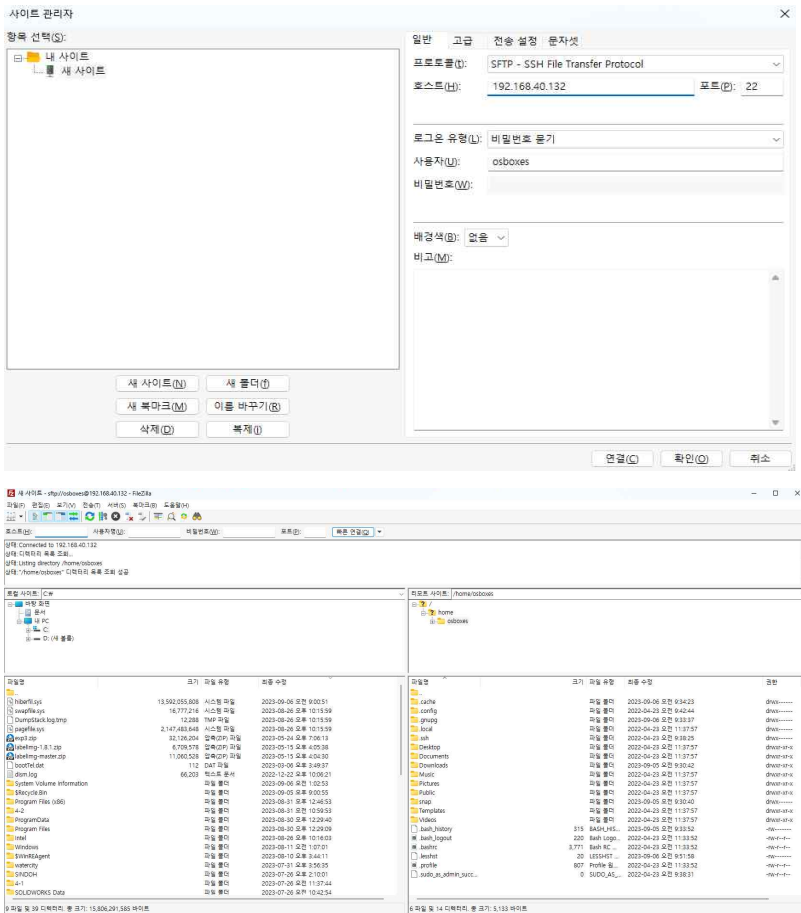 사이트 관리자
항목 선택(S):
내 사이트
새 사이트
새 사이트(N) 새 폴더(f)
새 북마크(M) 이름 바꾸기(R)
삭제(D) 복제(I)
일반 고급 전송 설정 문자셋
프로토콜(t): SFTP - SSH File Transfer Protocol
호스트(H): 192.168.40.132 포트(P): 22
로그온 유형(L): 비밀번호 묻기
사용자(U): osboxes
비밀번호(W):
배경색(B): 없음
비고(M):
연결(C) 확인(O) 취소
새 사이트 - sftp://osboxes@192.168.40.132 - FileZilla
파일(F) 편집(E) 보기(V) 전송(T) 서버(S) 북마크(B) 도움말(H)
호스트(H): 사용자명(U): 비밀번호(W): 포트(P): 빠른 연결(Q)
상태: Connected to 192.168.40.132
상태: 디렉터리 목록 조회...
상태: Listing directory /home/osboxes
상태: "/home/osboxes" 디렉터리 목록 조회 성공
로컬 사이트: C:₩
바탕 화면
문서
내 PC
C:
D: (새 볼륨)
파일명 크기 파일 유형 최종 수정
..
hiberfil.sys 13,592,055,808 시스템 파일 2023-09-06 오전 9:00:51
swapfile.sys 16,777,216 시스템 파일 2023-08-26 오후 10:15:59
DumpStack.log.tmp 12,288 TMP 파일 2023-08-26 오후 10:15:59
pagefile.sys 2,147,483,648 시스템 파일 2023-08-26 오후 10:15:59
exp3.zip 32,126,204 압축(ZIP) 파일 2023-05-24 오후 7:06:13
labelImg-1.8.1.zip 6,709,578 압축(ZIP) 파일 2023-05-15 오후 4:05:38
labelImg-master.zip 11,060,528 압축(ZIP) 파일 2023-05-15 오후 4:04:30
bootTel.dat 112 DAT 파일 2023-03-06 오후 3:49:37
dism.log 66,203 텍스트 문서 2022-12-22 오후 10:06:21
System Volume Information 파일 폴더 2023-09-06 오전 1:02:53
$Recycle.Bin 파일 폴더 2023-09-05 오후 9:00:55
Program Files (x86) 파일 폴더 2023-08-31 오후 12:46:53
4-2 파일 폴더 2023-08-31 오전 10:59:53
ProgramData 파일 폴더 2023-08-30 오후 12:29:40
Program Files 파일 폴더 2023-08-30 오후 12:29:09
Intel 파일 폴더 2023-08-26 오후 10:16:03
Windows 파일 폴더 2023-08-11 오전 1:07:01
$WinREAgent 파일 폴더 2023-08-10 오후 3:44:11
watercity 파일 폴더 2023-07-31 오후 3:56:35
SINDOH 파일 폴더 2023-07-26 오후 2:10:01
4-1 파일 폴더 2023-07-26 오전 11:37:44
SOLIDWORKS Data 파일 폴더 2023-07-26 오전 10:42:54
9 파일 및 39 디렉터리. 총 크기: 15,806,291,585 바이트
리모트 사이트: /home/osboxes
/
home
osboxes
파일명 크기 파일 유형 최종 수정 권한
..
.cache 파일 폴더 2023-09-06 오전 9:34:23 drwx------
.config 파일 폴더 2022-04-23 오전 9:42:44 drwx------
.gnupg 파일 폴더 2023-09-06 오전 9:33:37 drwx------
.local 파일 폴더 2022-04-23 오전 11:37:57 drwx------
.ssh 파일 폴더 2022-04-23 오전 9:38:25 drwx------
Desktop 파일 폴더 2022-04-23 오전 11:37:57 drwxr-xr-x
Documents 파일 폴더 2022-04-23 오전 11:37:57 drwxr-xr-x
Downloads 파일 폴더 2023-09-05 오전 9:30:42 drwxr-xr-x
Music 파일 폴더 2022-04-23 오전 11:37:57 drwxr-xr-x
Pictures 파일 폴더 2022-04-23 오전 11:37:57 drwxr-xr-x
Public 파일 폴더 2022-04-23 오전 11:37:57 drwxr-xr-x
snap 파일 폴더 2023-09-05 오전 9:30:40 drwx------
Templates 파일 폴더 2022-04-23 오전 11:37:57 drwxr-xr-x
Videos 파일 폴더 2022-04-23 오전 11:37:57 drwxr-xr-x
.bash_history 315 BASH_HIS... 2023-09-05 오전 9:33:52 -rw-------
.bash_logout 220 Bash Logo... 2022-04-23 오전 11:33:52 -rw-r--r--
.bashrc 3,771 Bash RC ... 2022-04-23 오전 11:33:52 -rw-r--r--
.lesshst 20 LESSHST ... 2023-09-06 오전 9:51:58 -rw-------
.profile 807 Profile 원... 2022-04-23 오전 11:33:52 -rw-r--r--
.sudo_as_admin_succ... 0 SUDO_AS_... 2022-04-23 오전 9:38:31 -rw-r--r--
6 파일 및 14 디렉터리. 총 크기: 5,133 바이트